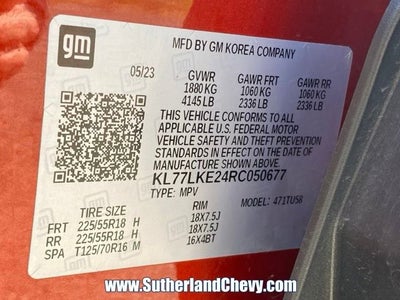 gm
MFD BY GM KOREA COMPANY
05/23 GVWR GAWR FRT GAWR RR
1880 KG 1060 KG 1060 KG
4145 LB 2336 LB 2336 LB
THIS VEHICLE CONFORMS TO ALL
APPLICABLE U.S. FEDERAL MOTOR
VEHICLE SAFETY AND THEFT PREVENTION
STANDARDS IN EFFECT ON THE DATE OF
MANUFACTURE SHOWN ABOVE.
KL77LKE24RC050677
TYPE: MPV MODEL: 471TU58
TIRE SIZE RIM
FRT 225/55R18 H 18X7.5J
RR 225/55R18 H 18X7.5J
SPA T125/70R16 M 16X4BT
www.SutherlandChevy.com